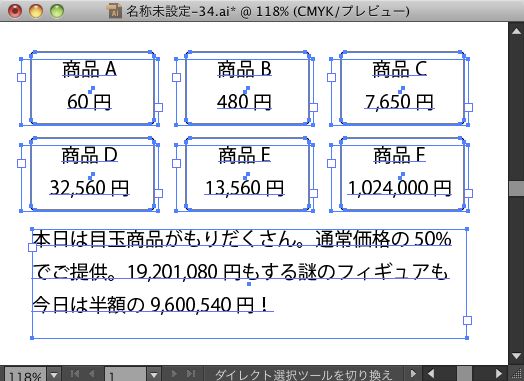 名称未設定-34.ai* @ 118% (CMYK/プレビュー)
商品 A
60 円
商品 B
480 円
商品 C
7,650 円
商品 D
32,560 円
商品 E
13,560 円
商品 F
1,024,000 円
本日は目玉商品がもりだくさん。通常価格の 50%
でご提供。19,201,080 円もする謎のフィギュアも
今日は半額の 9,600,540 円！
118%
1
ダイレクト選択ツールを切り換え